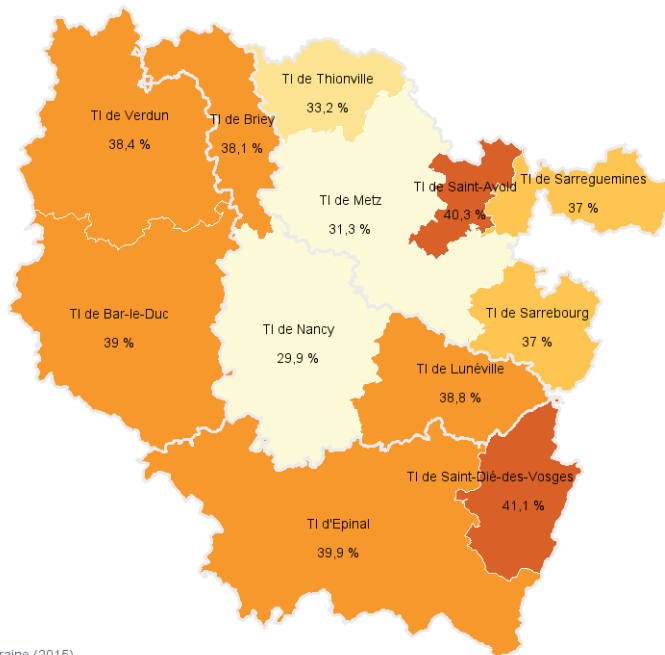 TI de Thionville
33,2 %
TI de Verdun
38,4 %
TI de Briey
38,1 %
TI de Saint-Avold
40,3 %
TI de Sarreguemines
37 %
TI de Metz
31,3 %
TI de Bar-le-Duc
39 %
TI de Nancy
29,9 %
TI de Sarrebourg
37 %
TI de Lunéville
38,8 %
TI de Saint-Dié-des-Vosges
41,1 %
TI d'Epinal
39,9 %
(2015)